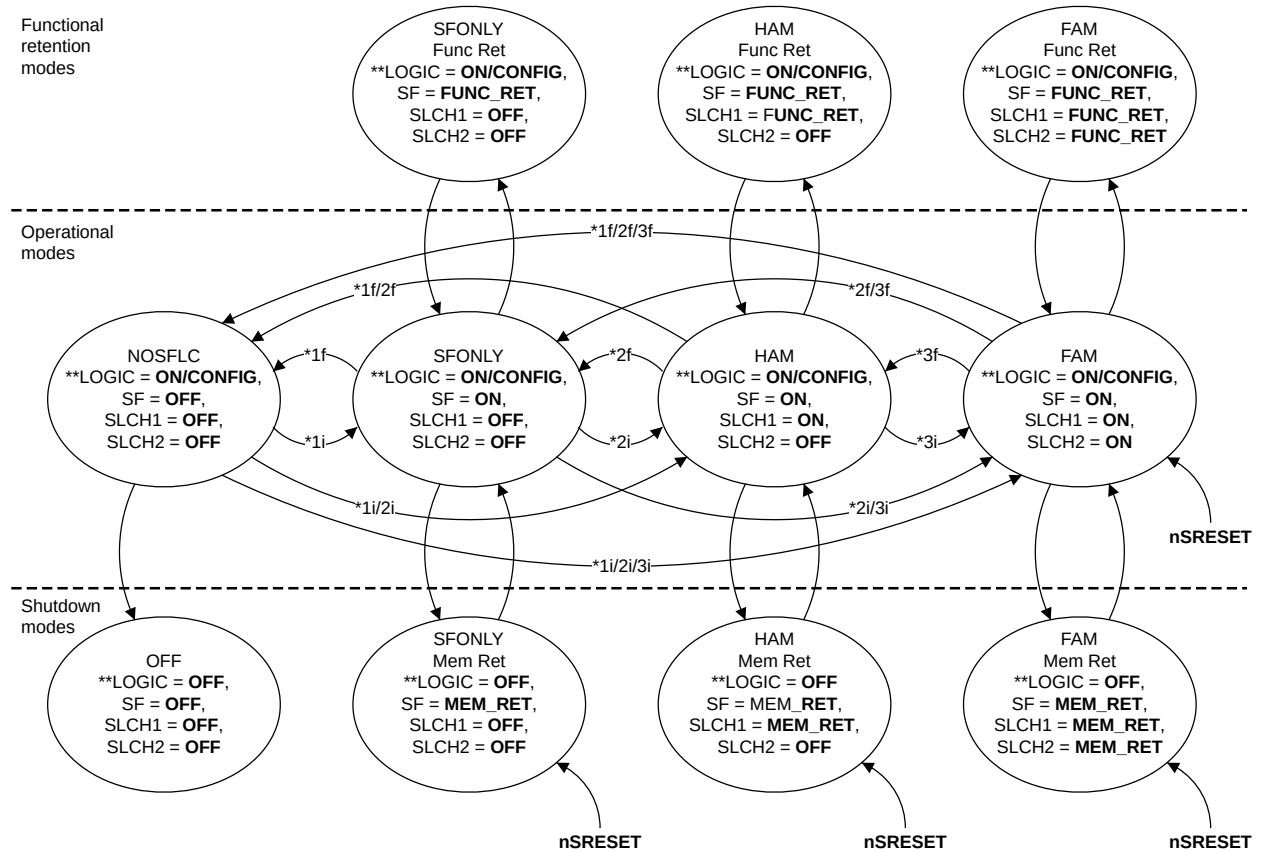 Functional
retention
modes
SFONLY
Func Ret
**LOGIC = ON/CONFIG,
SF = FUNC_RET,
SLCH1 = OFF,
SLCH2 = OFF
HAM
Func Ret
**LOGIC = ON/CONFIG,
SF = FUNC_RET,
SLCH1 = FUNC_RET,
SLCH2 = OFF
FAM
Func Ret
**LOGIC = ON/CONFIG,
SF = FUNC_RET,
SLCH1 = FUNC_RET,
SLCH2 = FUNC_RET
Operational
modes
*1f/2f/3f
*1f/2f
*2f/3f
NOSFLC
**LOGIC = ON/CONFIG,
SF = OFF,
SLCH1 = OFF,
SLCH2 = OFF
*1f
*1i
SFONLY
**LOGIC = ON/CONFIG,
SF = ON,
SLCH1 = OFF,
SLCH2 = OFF
*2f
*2i
HAM
**LOGIC = ON/CONFIG,
SF = ON,
SLCH1 = ON,
SLCH2 = OFF
*3f
*3i
FAM
**LOGIC = ON/CONFIG,
SF = ON,
SLCH1 = ON,
SLCH2 = ON
*1i/2i
*2i/3i
nSRESET
*1i/2i/3i
Shutdown
modes
OFF
**LOGIC = OFF,
SF = OFF,
SLCH1 = OFF,
SLCH2 = OFF
SFONLY
Mem Ret
**LOGIC = OFF,
SF = MEM_RET,
SLCH1 = OFF,
SLCH2 = OFF
HAM
Mem Ret
**LOGIC = OFF
SF = MEM_RET,
SLCH1 = MEM_RET,
SLCH2 = OFF
FAM
Mem Ret
**LOGIC = OFF,
SF = MEM_RET,
SLCH1 = MEM_RET,
SLCH2 = MEM_RET
nSRESET
nSRESET
nSRESET